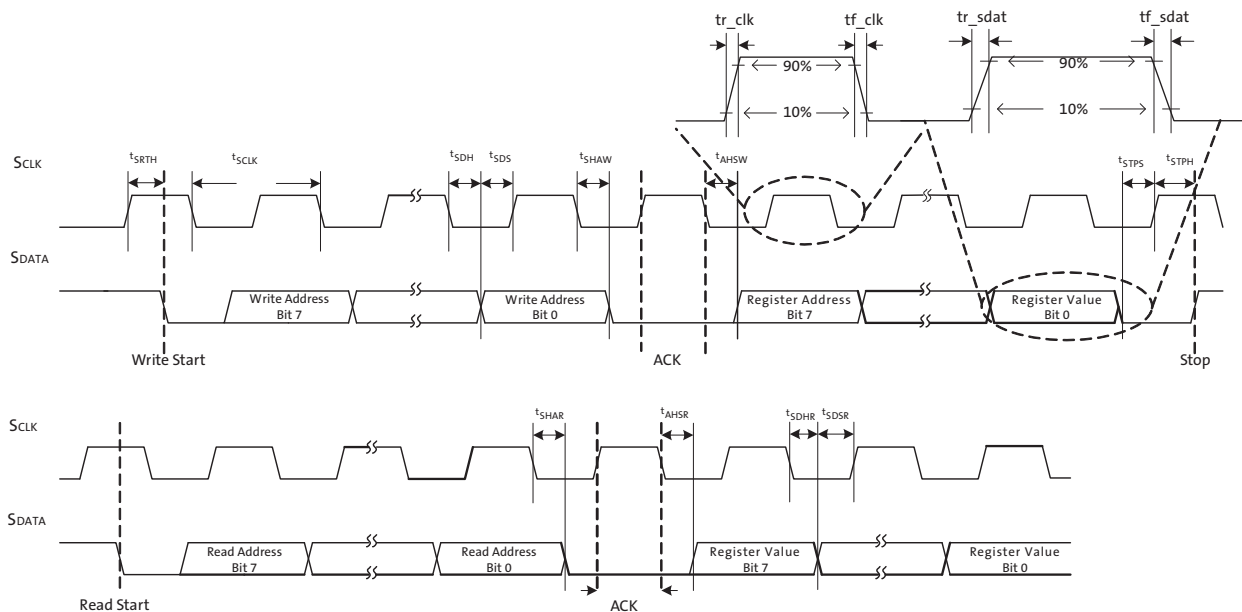 tr_clk tf_clk tr_sdat tf_sdat
90% 90%
10% 10%
SCLK tSRTH tSCLK tSDH tSDS tSHAW tAHSW tSTPS tSTPH
SDATA
Write Address Write Address Register Address Register Value
Bit 7 Bit 0 Bit 7 Bit 0
Write Start ACK Stop
SCLK tSHAR tAHSR tSDHR tSDSR
SDATA
Read Address Read Address Register Value Register Value
Bit 7 Bit 0 Bit 7 Bit 0
Read Start ACK